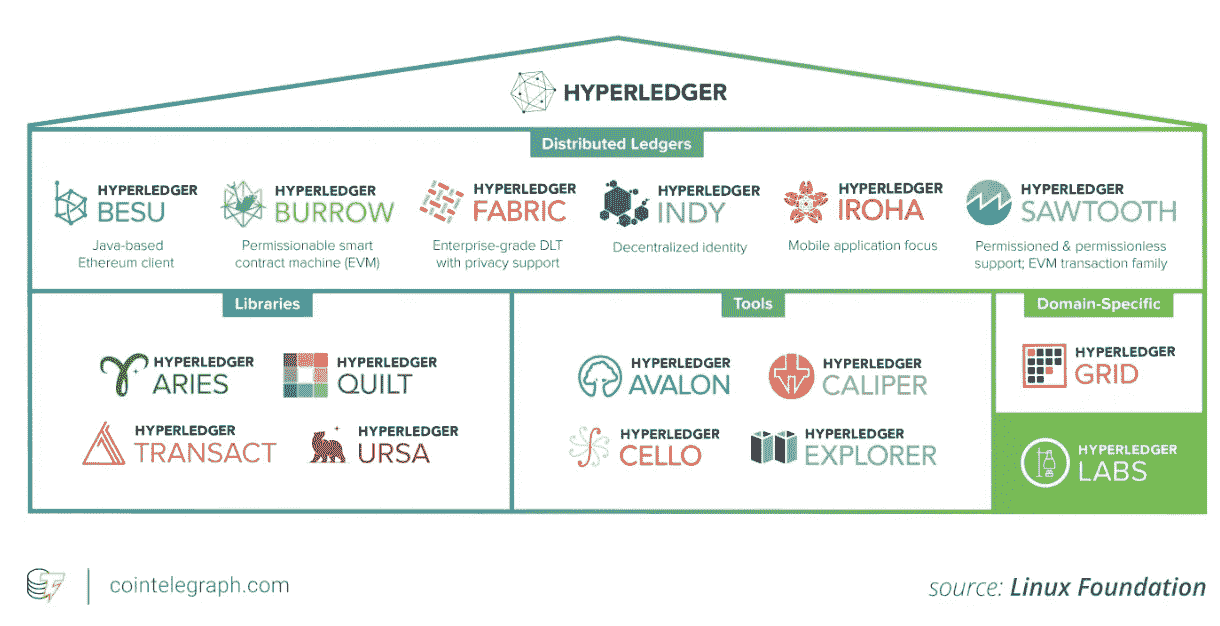 HYPERLEDGER
Distributed Ledgers
HYPERLEDGER
BESU
Java-based
Ethereum client
HYPERLEDGER
BURROW
Permissionable smart
contract machine (EVM)
HYPERLEDGER
FABRIC
Enterprise-grade DLT
with privacy support
HYPERLEDGER
INDY
Decentralized identity
HYPERLEDGER
IROHA
Mobile application focus
HYPERLEDGER
SAWTOOTH
Permissioned & permissionless
support; EVM transaction family
Libraries
HYPERLEDGER
ARIES
HYPERLEDGER
QUILT
HYPERLEDGER
TRANSACT
HYPERLEDGER
URSA
Tools
HYPERLEDGER
AVALON
HYPERLEDGER
CALIPER
HYPERLEDGER
CELLO
HYPERLEDGER
EXPLORER
Domain-Specific
HYPERLEDGER
GRID
HYPERLEDGER
LABS
cointelegraph.com
source: Linux Foundation